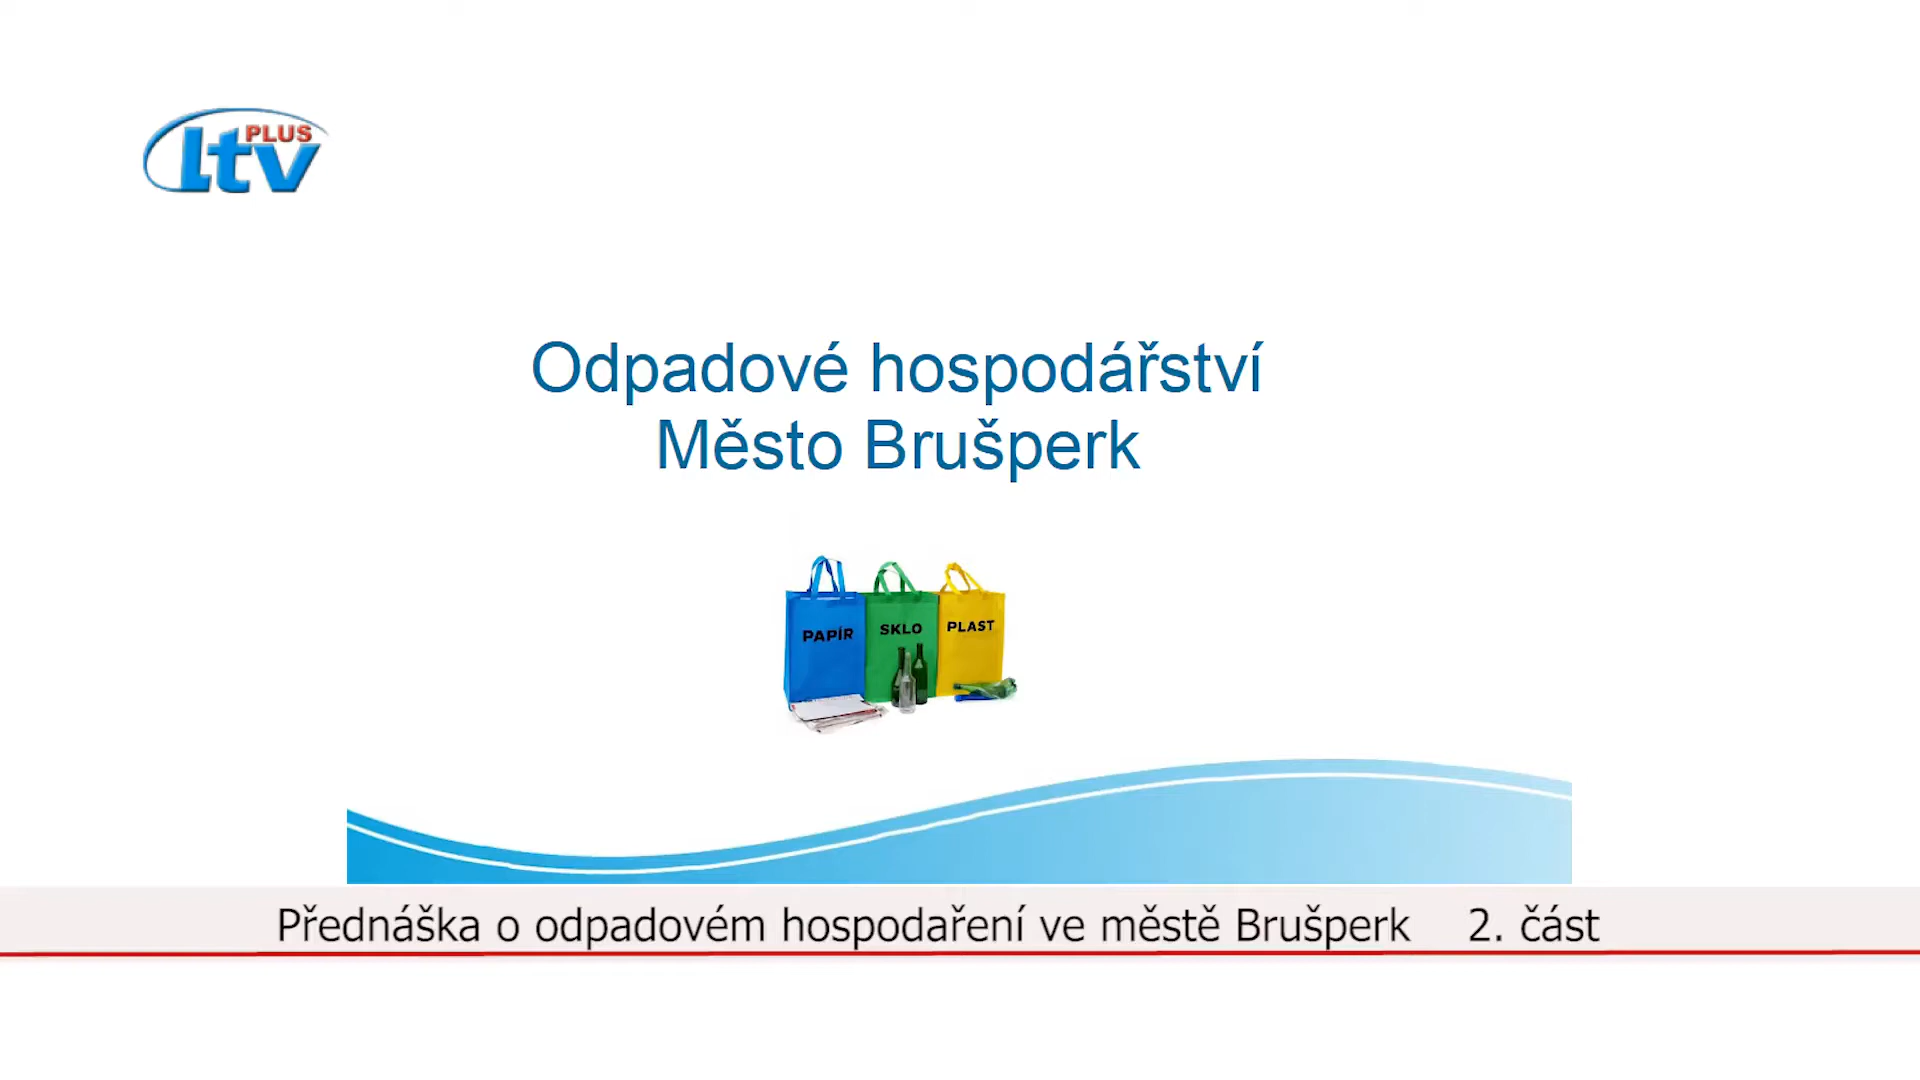 ltv PLUS
Odpadové hospodářství
Město Brušperk
PAPÍR SKLO PLAST
Přednáška o odpadovém hospodaření ve městě Brušperk 2. část